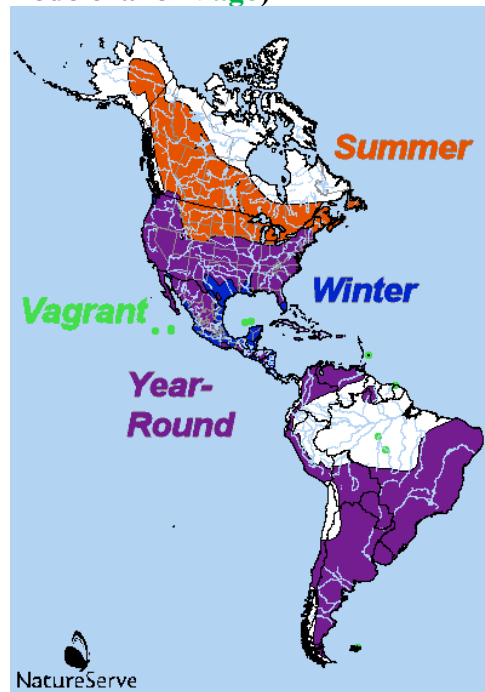 Summer
Winter
Vagrant
Year-
Round
NatureServe